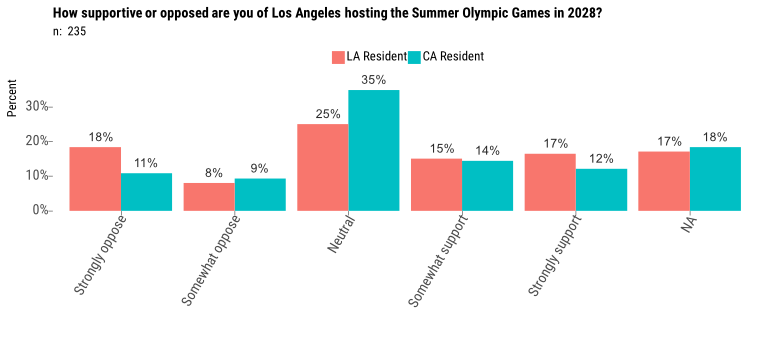 How supportive or opposed are you of Los Angeles hosting the Summer Olympic Games in 2028?
n: 235
LA Resident CA Resident
Percent
30%
20%
10%
0%
18%
11%
8%
9%
25%
35%
15%
14%
17%
12%
17%
18%
Strongly oppose
Somewhat oppose
Neutral
Somewhat support
Strongly support
NA